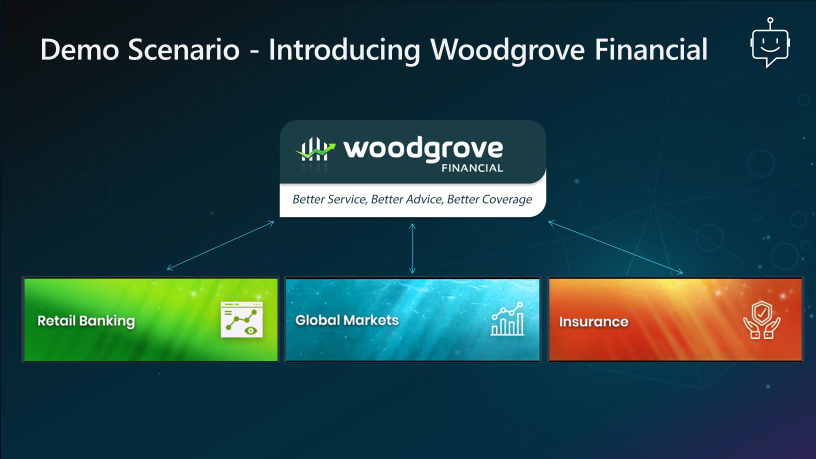 Demo Scenario - Introducing Woodgrove Financial
woodgrove
FINANCIAL
Better Service, Better Advice, Better Coverage
Retail Banking
Global Markets
Insurance